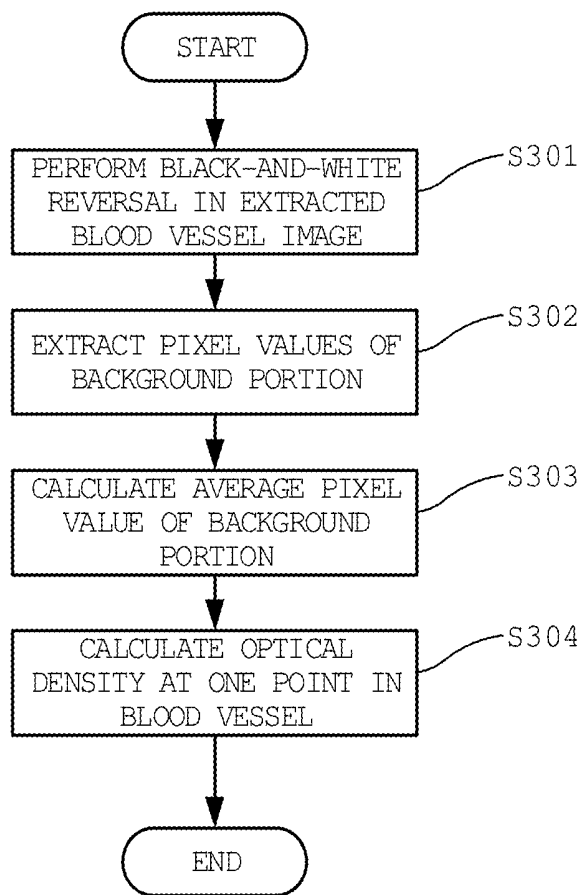 START
PERFORM BLACK-AND-WHITE
REVERSAL IN EXTRACTED
BLOOD VESSEL IMAGE
S301
EXTRACT PIXEL VALUES OF
BACKGROUND PORTION
S302
CALCULATE AVERAGE PIXEL
VALUE OF BACKGROUND
PORTION
S303
CALCULATE OPTICAL
DENSITY AT ONE POINT IN
BLOOD VESSEL
S304
END